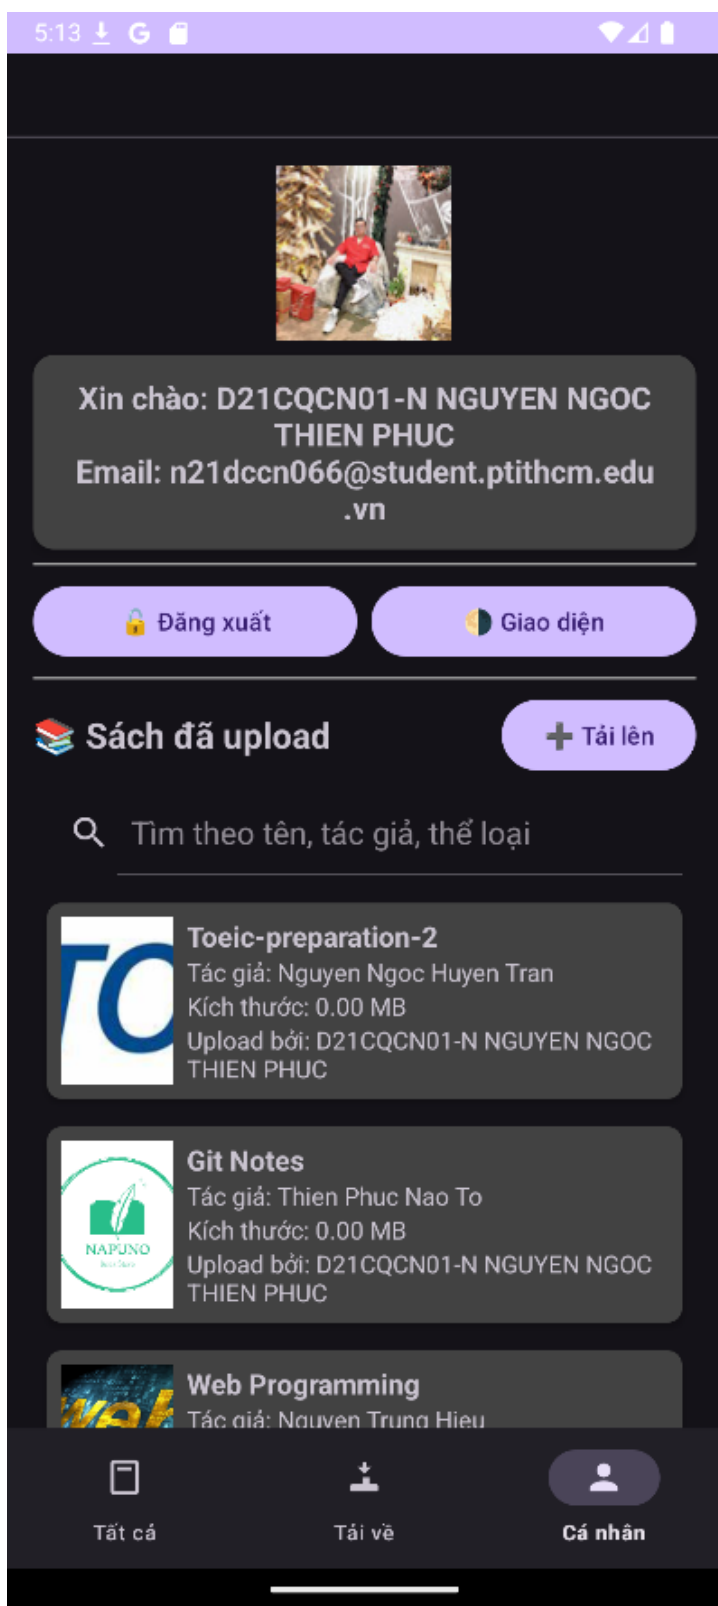 5:13
Xin chào: D21CQCN01-N NGUYEN NGOC
THIEN PHUC
Email: n21dccn066@student.ptithcm.edu
.vn
🔓 Đăng xuất
🌗 Giao diện
📚 Sách đã upload
➕ Tải lên
Tìm theo tên, tác giả, thể loại
TO
Toeic-preparation-2
Tác giả: Nguyen Ngoc Huyen Tran
Kích thước: 0.00 MB
Upload bởi: D21CQCN01-N NGUYEN NGOC
THIEN PHUC
NAPUNO
Git Notes
Tác giả: Thien Phuc Nao To
Kích thước: 0.00 MB
Upload bởi: D21CQCN01-N NGUYEN NGOC
THIEN PHUC
Web
Web Programming
Tác giả: Nguyen Trung Hieu
Tất cả
Tải về
Cá nhân